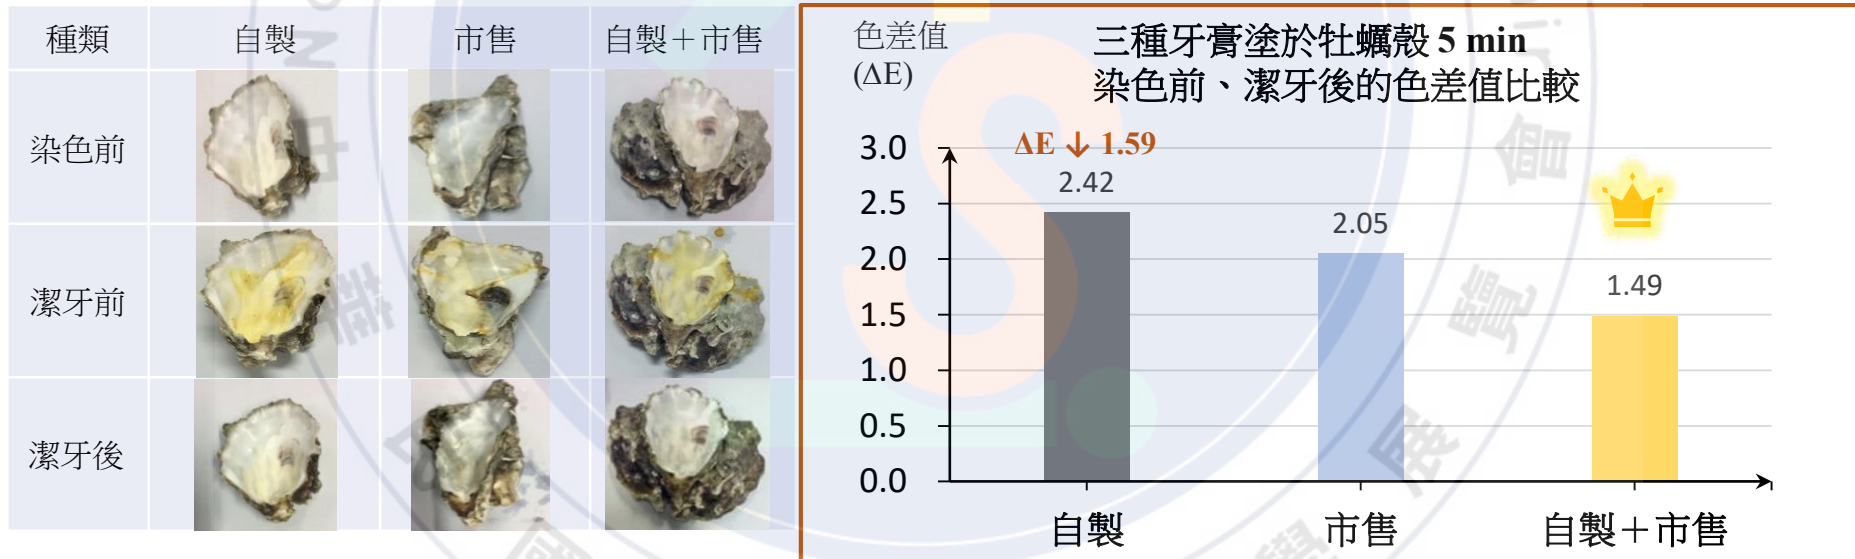 種類 自製 市售 自製＋市售
染色前
潔牙前
潔牙後
色差值
(ΔE)
三種牙膏塗於牡蠣殼 5 min
染色前、潔牙後的色差值比較
ΔE ↓ 1.59
3.0
2.5
2.0
1.5
1.0
0.5
0.0
2.42
2.05
1.49
自製 市售 自製＋市售